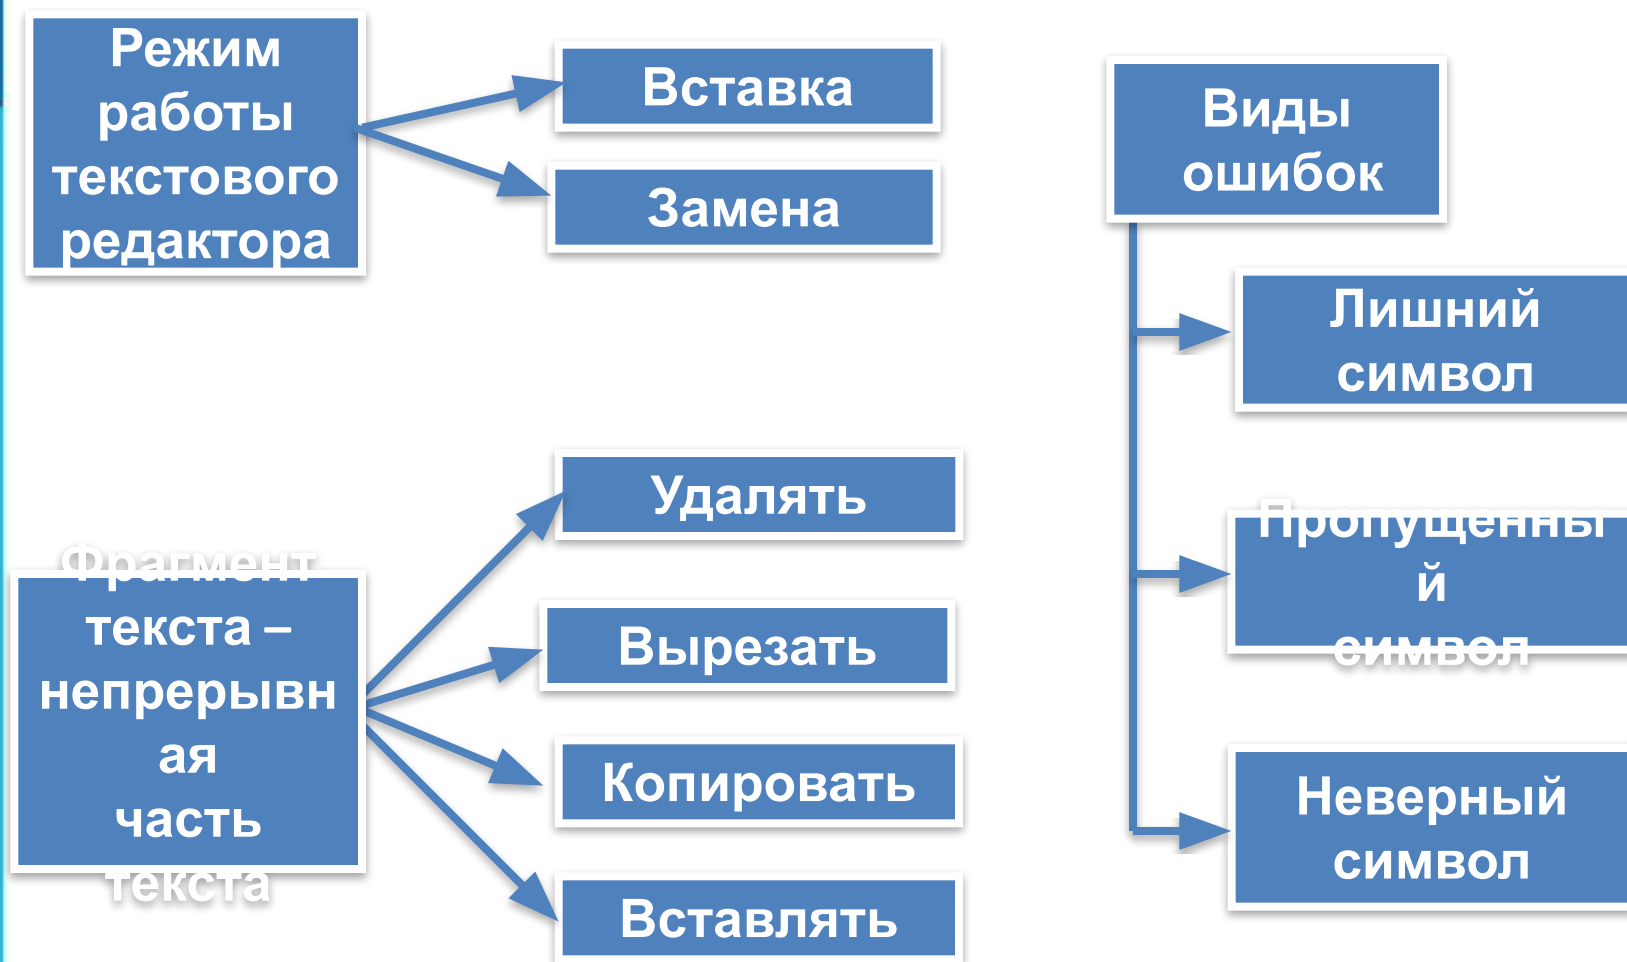 Режим
работы
текстового
редактора
Вставка
Замена
Фрагмент
текста –
непрерывн
ая
часть
текста
Удалять
Вырезать
Копировать
Вставлять
Виды
ошибок
Лишний
символ
Пропущенны
й
символ
Неверный
символ